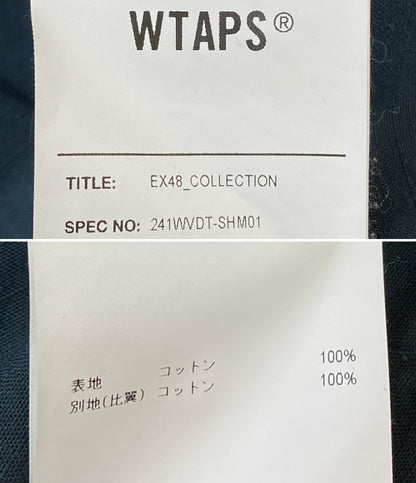 WTAPS®
TITLE: EX48_COLLECTION
SPEC NO: 241WVDT-SHM01
表地 コットン 100%
別地(比翼) コットン 100%